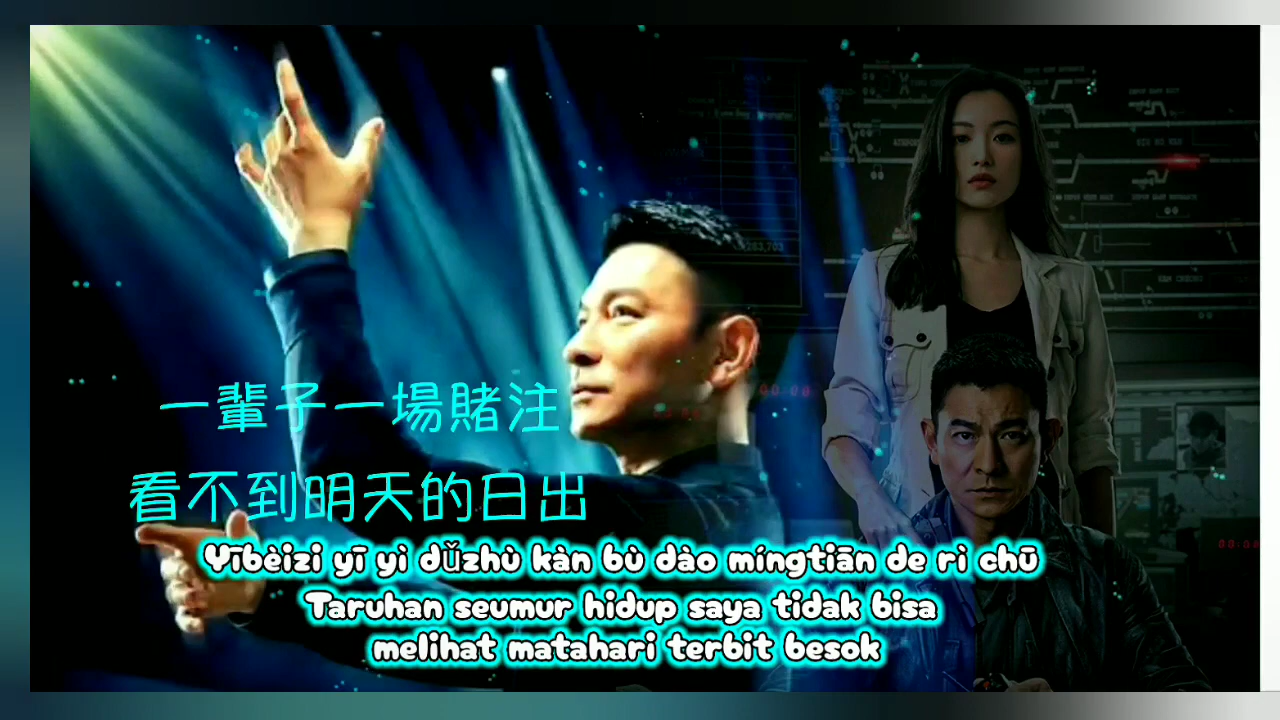 一輩子一場賭注
看不到明天的日出
Yībèizi yī yì dǔzhù kàn bù dào míngtiān de rì chū
Taruhan seumur hidup saya tidak bisa
melihat matahari terbit besok